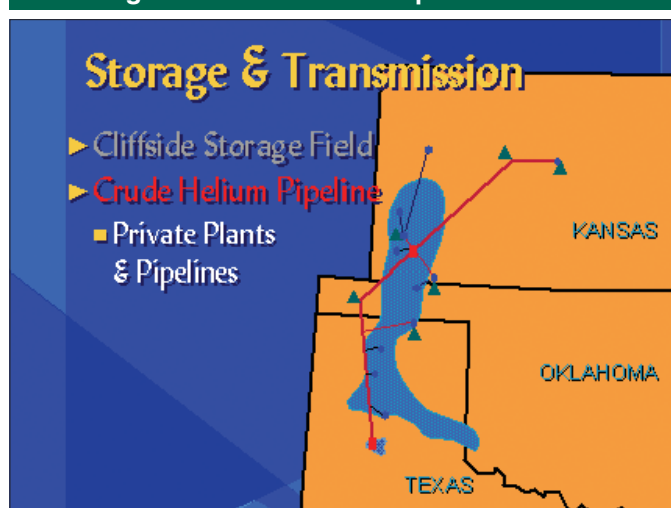 Storage & Transmission
Cliffside Storage Field
Crude Helium Pipeline
Private Plants
& Pipelines
KANSAS
OKLAHOMA
TEXAS